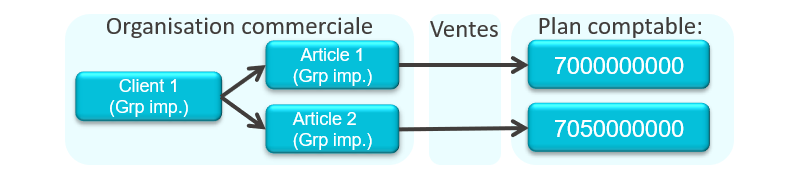 Organisation commerciale
Ventes
Plan comptable:
Client 1
(Grp imp.)
Article 1
(Grp imp.)
Article 2
(Grp imp.)
7000000000
7050000000